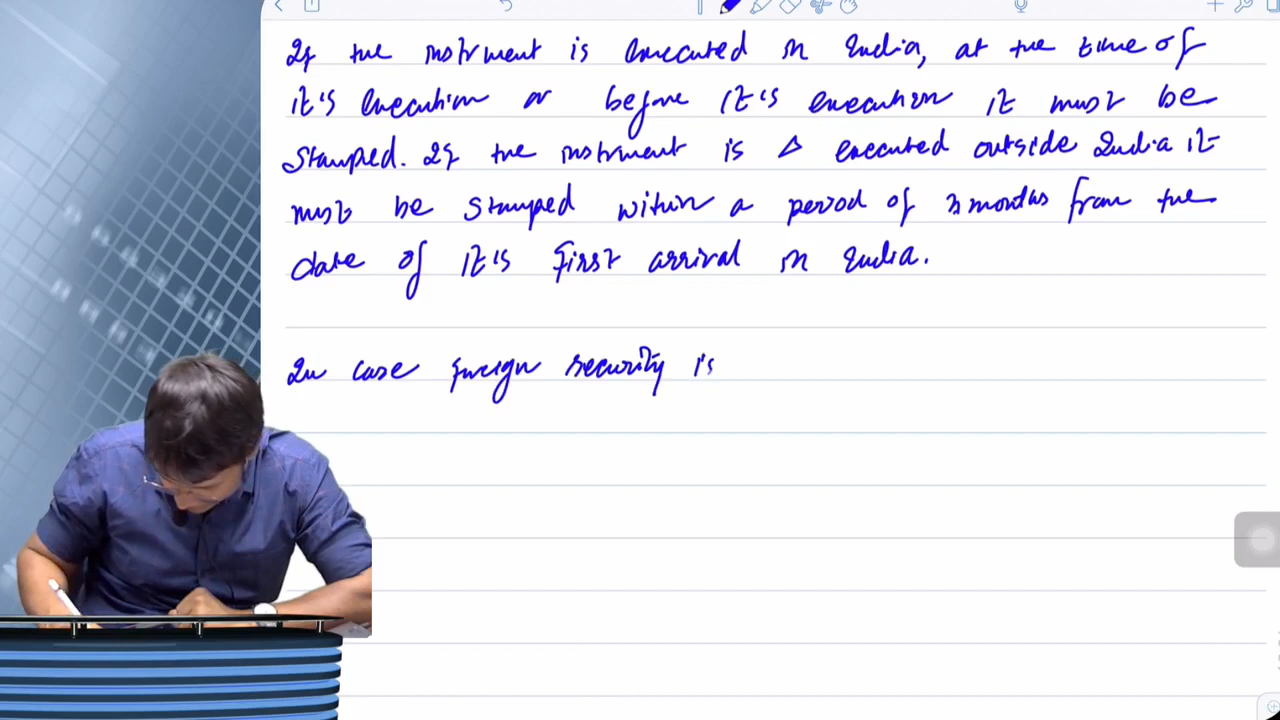 If the instrment is executed in India, at the time of
it's execution or before it's execution it must be
stamped. If the instrment is Δ executed outside India it
must be stamped within a period of 3 months from the
date of it's first arrival in India.
In case foreign security is